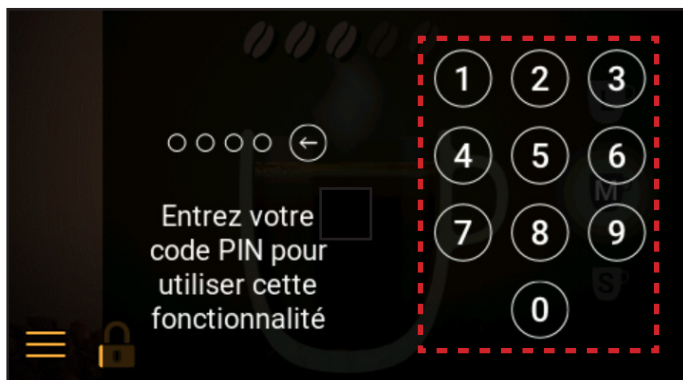 1 2 3
4 5 6
M
7 8 9
S
0
Entrez votre
code PIN pour
utiliser cette
fonctionnalité